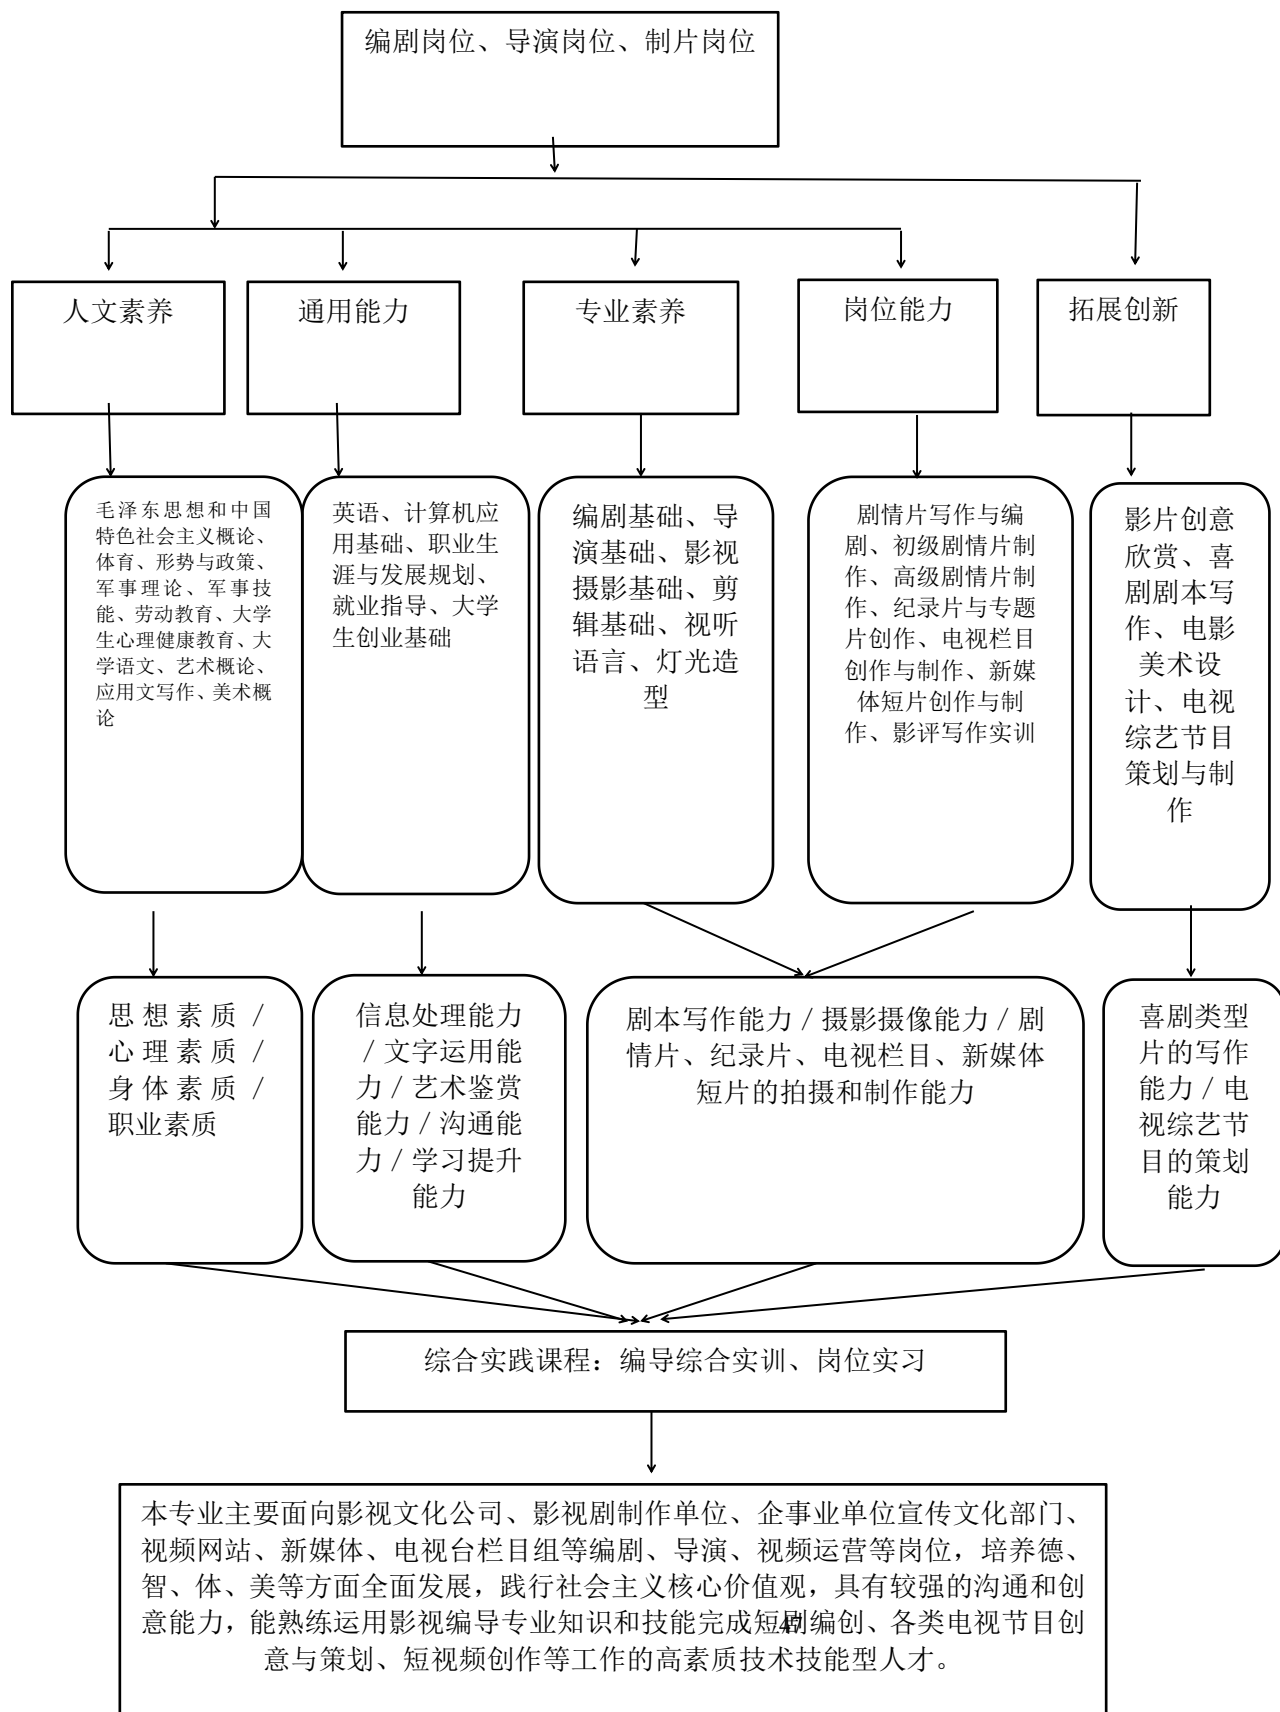 编剧岗位、导演岗位、制片岗位
人文素养
通用能力
专业素养
岗位能力
拓展创新
毛泽东思想和中国
特色社会主义概论、
体育、形势与政策、
军事理论、军事技
能、劳动教育、大学
生心理健康教育、大
学语文、艺术概论、
应用文写作、美术概
论
英语、计算机应
用基础、职业生
涯与发展规划、
就业指导、大学
生创业基础
编剧基础、导
演基础、影视
摄影基础、剪
辑基础、视听
语言、灯光造
型
剧情片写作与编
剧、初级剧情片制
作、高级剧情片制
作、纪录片与专题
片创作、电视栏目
创作与制作、新媒
体短片创作与制
作、影评写作实训
影片创意
欣赏、喜
剧剧本写
作、电影
美术设
计、电视
综艺节目
策划与制
作
思想素质/
心理素质/
身体素质/
职业素质
信息处理能力
/文字运用能
力/艺术鉴赏
能力/沟通能
力/学习提升
能力
剧本写作能力/摄影摄像能力/剧
情片、纪录片、电视栏目、新媒体
短片的拍摄和制作能力
喜剧类型
片的写作
能力/电
视综艺节
目的策划
能力
综合实践课程：编导综合实训、岗位实习
本专业主要面向影视文化公司、影视剧制作单位、企事业单位宣传文化部门、
视频网站、新媒体、电视台栏目组等编剧、导演、视频运营等岗位，培养德、
智、体、美等方面全面发展，践行社会主义核心价值观，具有较强的沟通和创
意能力，能熟练运用影视编导专业知识和技能完成短剧编创、各类电视节目创
意与策划、短视频创作等工作的高素质技术技能型人才。
47